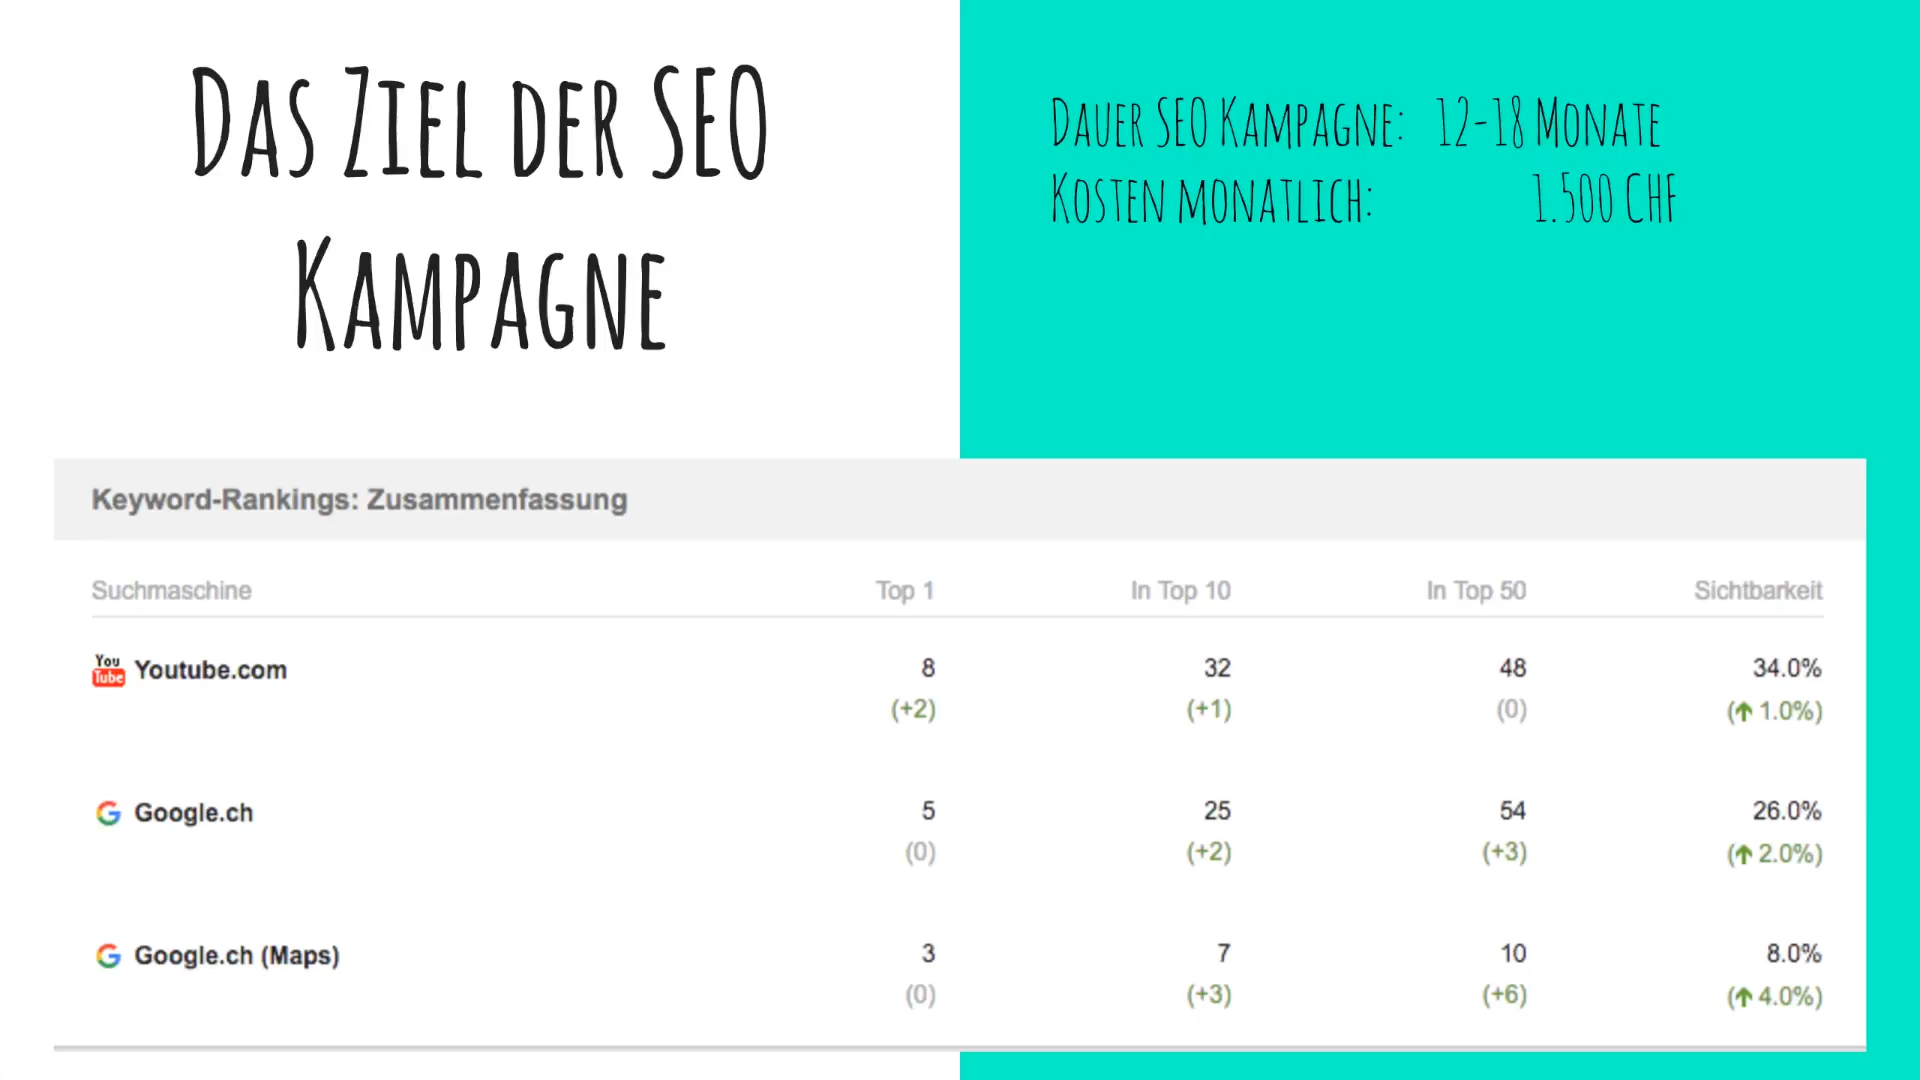 Das Ziel der SEO
Kampagne
Dauer SEO Kampagne: 12-18 Monate
Kosten monatlich: 1.500 CHF
Keyword-Rankings: Zusammenfassung
Suchmaschine Top 1 In Top 10 In Top 50 Sichtbarkeit
You Tube Youtube.com 8 32 48 34.0%
(+2) (+1) (0) (↑ 1.0%)
Google.ch 5 25 54 26.0%
(0) (+2) (+3) (↑ 2.0%)
Google.ch (Maps) 3 7 10 8.0%
(0) (+3) (+6) (↑ 4.0%)